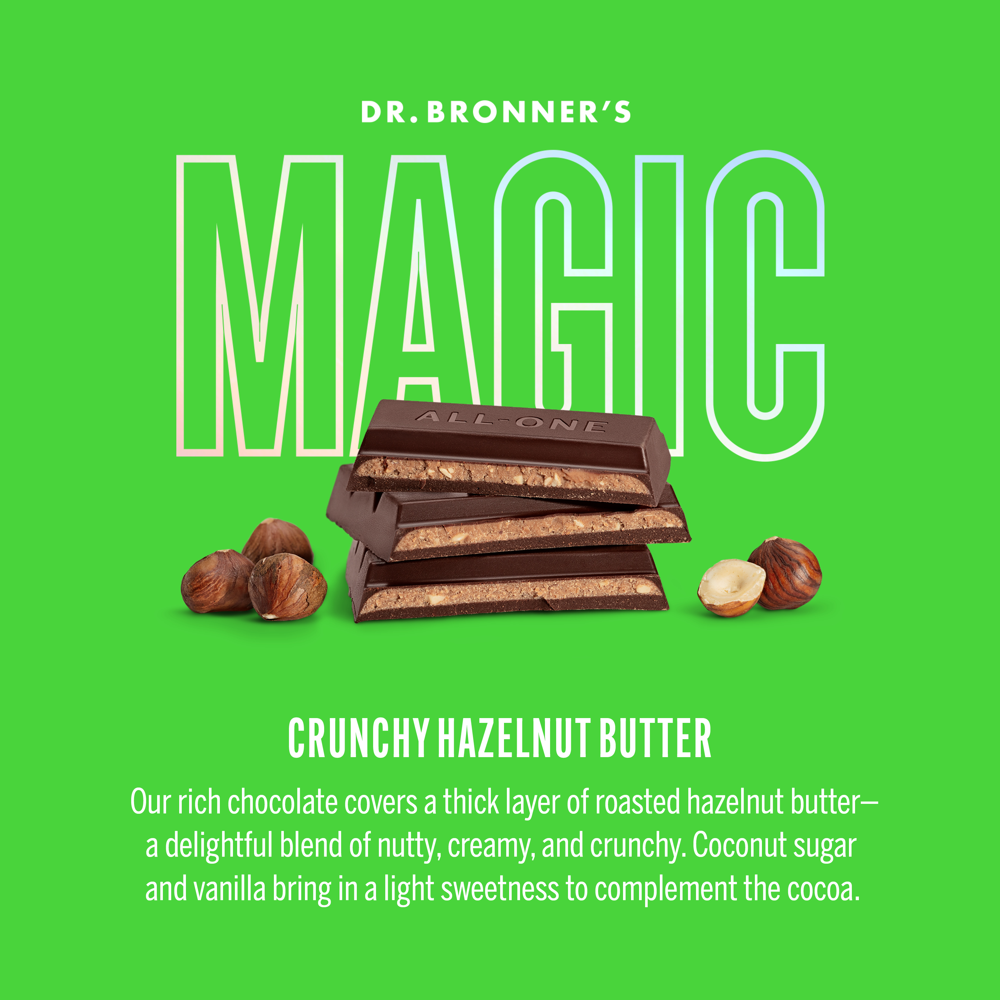 DR. BRONNER'S
MAGIC
ALL-ONE
CRUNCHY HAZELNUT BUTTER
Our rich chocolate covers a thick layer of roasted hazelnut butter—
a delightful blend of nutty, creamy, and crunchy. Coconut sugar
and vanilla bring in a light sweetness to complement the cocoa.